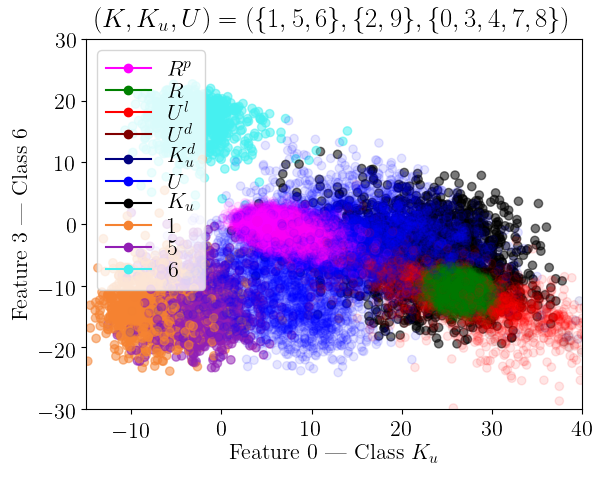 (K, K_u, U) = ({1, 5, 6}, {2, 9}, {0, 3, 4, 7, 8})
30
20
10
0
−10
−20
−30
Feature 3 — Class 6
R^p
R
U^l
U^d
K_u^d
U
K_u
1
5
6
−10 0 10 20 30 40
Feature 0 — Class K_u